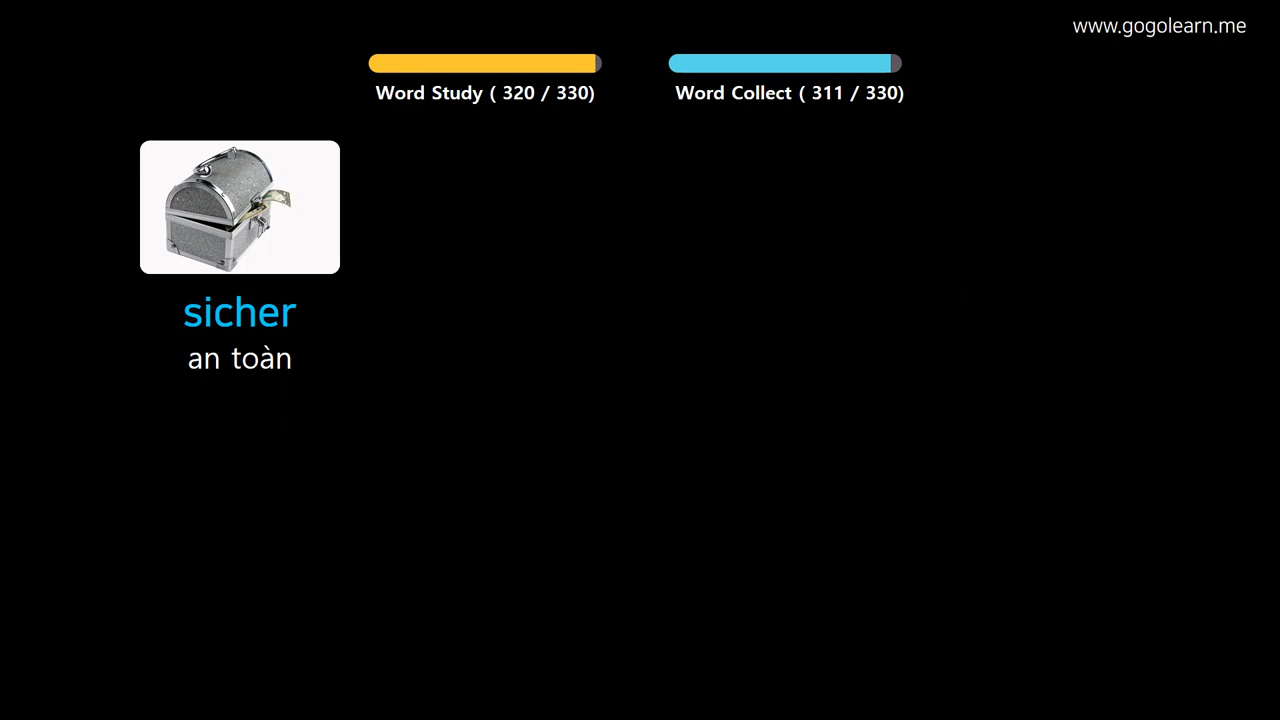 www.gogolearn.me
Word Study ( 320 / 330)
Word Collect ( 311 / 330)
sicher
an toàn